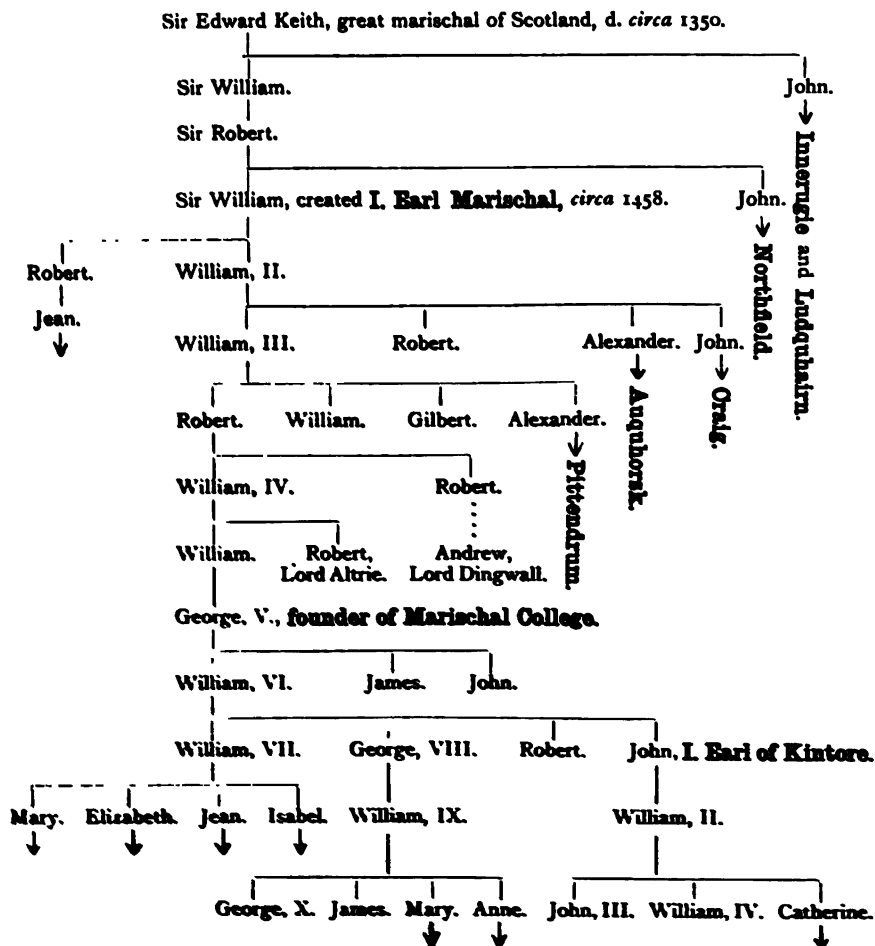 Sir Edward Keith, great marischal of Scotland, d. circa 1350.
Sir William. John.
Sir Robert.
Sir William, created I. Earl Marischal, circa 1458. John.
Innerugie and Ludquhairn.
Northfield.
Robert. William, II.
Jean.
William, III. Robert. Alexander. John.
Auquhorsk.
Craig.
Robert. William. Gilbert. Alexander.
Pittendrum.
William, IV. Robert.
William. Robert, Andrew,
Lord Altrie. Lord Dingwall.
George, V., founder of Marischal College.
William, VI. James. John.
William, VII. George, VIII. Robert. John, I. Earl of Kintore.
Mary. Elizabeth. Jean. Isabel. William, IX. William, II.
George, X. James. Mary. Anne. John, III. William, IV. Catherine.